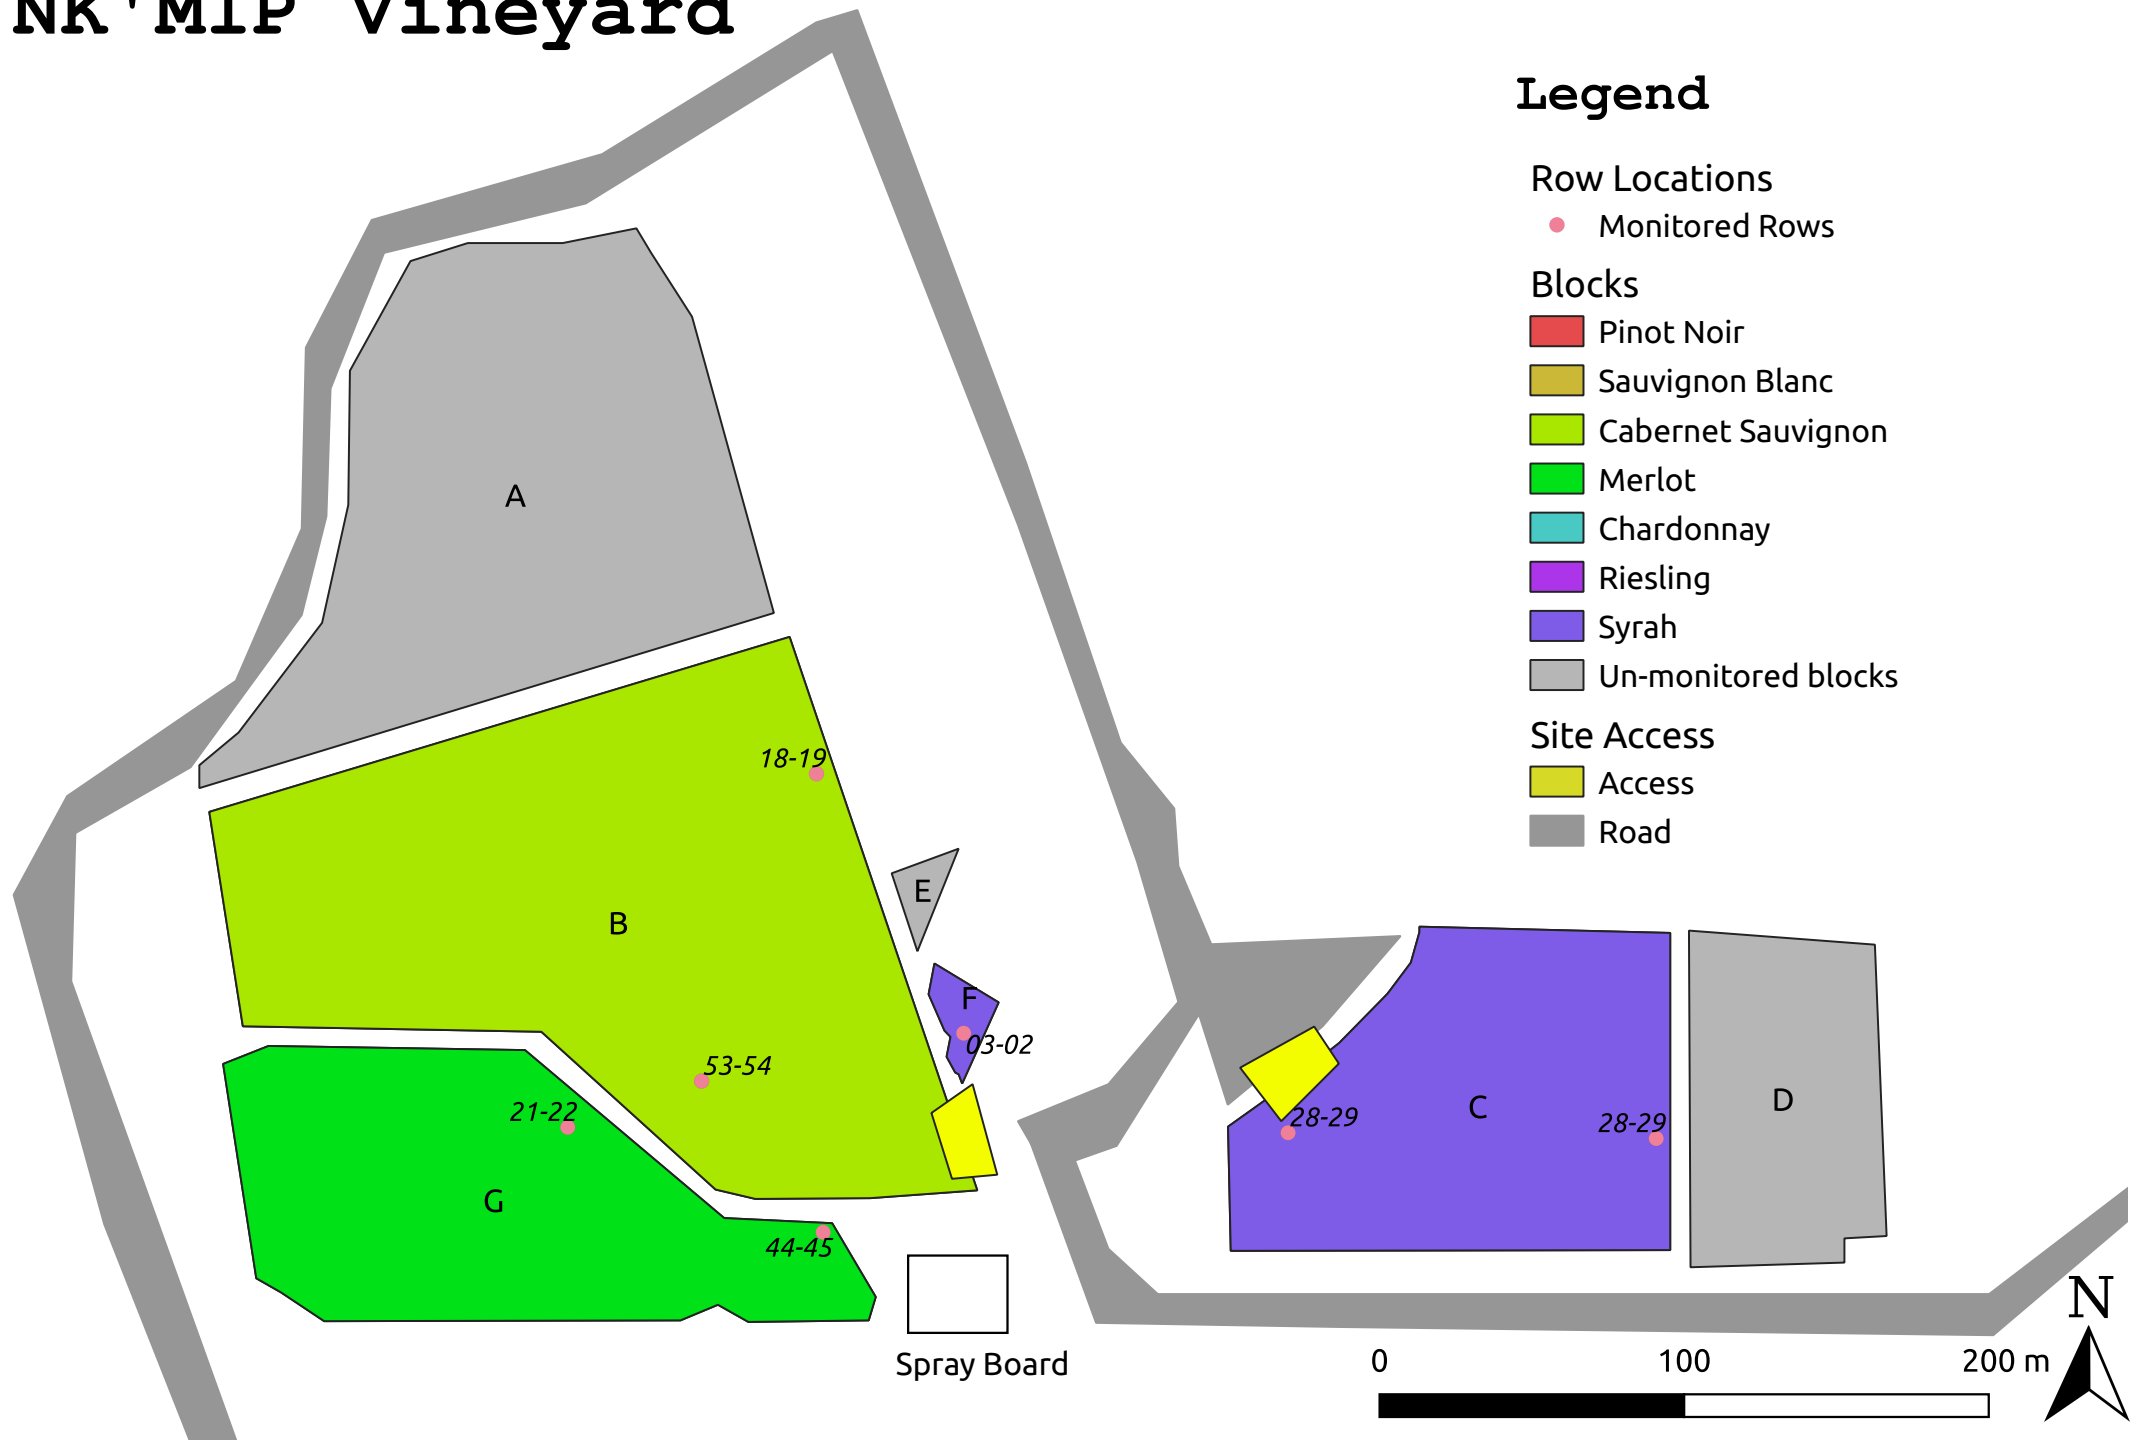 NK'MIP Vineyard
Legend
Row Locations
Monitored Rows
Blocks
Pinot Noir
Sauvignon Blanc
Cabernet Sauvignon
Merlot
Chardonnay
Riesling
Syrah
Un-monitored blocks
Site Access
Access
Road
A
18-19
E
B
F
03-02
53-54
21-22
28-29
C
28-29
D
G
44-45
Spray Board
N
0 100 200 m